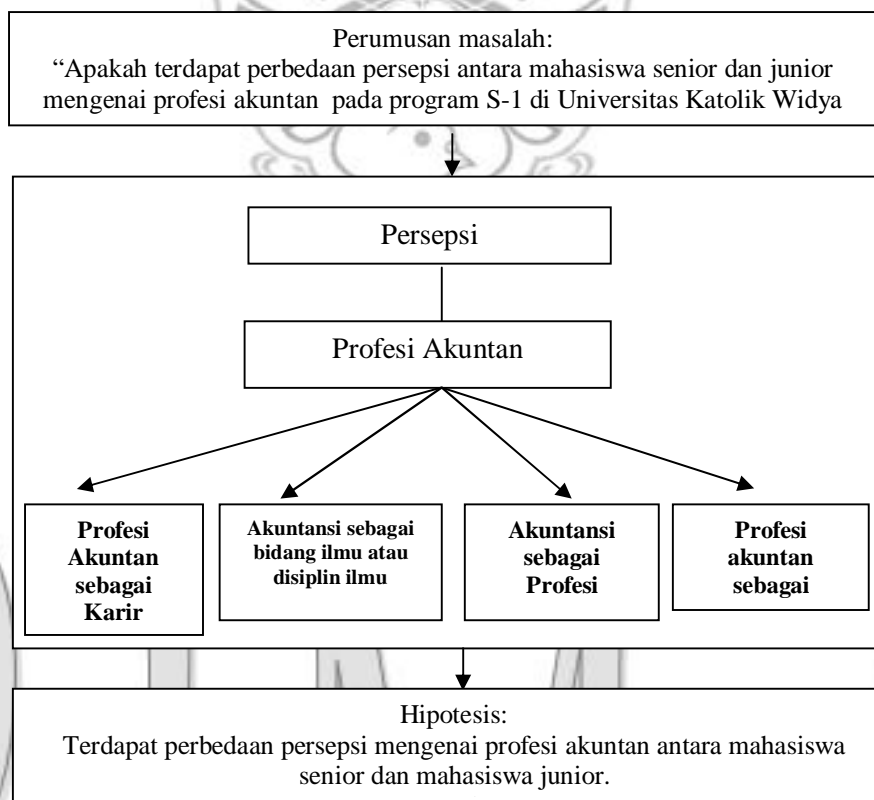 Perumusan masalah:
“Apakah terdapat perbedaan persepsi antara mahasiswa senior dan junior
mengenai profesi akuntan pada program S-1 di Universitas Katolik Widya
Persepsi
Profesi Akuntan
Profesi
Akuntan
sebagai
Karir
Akuntansi sebagai
bidang ilmu atau
disiplin ilmu
Akuntansi
sebagai
Profesi
Profesi
akuntan
sebagai
Hipotesis:
Terdapat perbedaan persepsi mengenai profesi akuntan antara mahasiswa
senior dan mahasiswa junior.